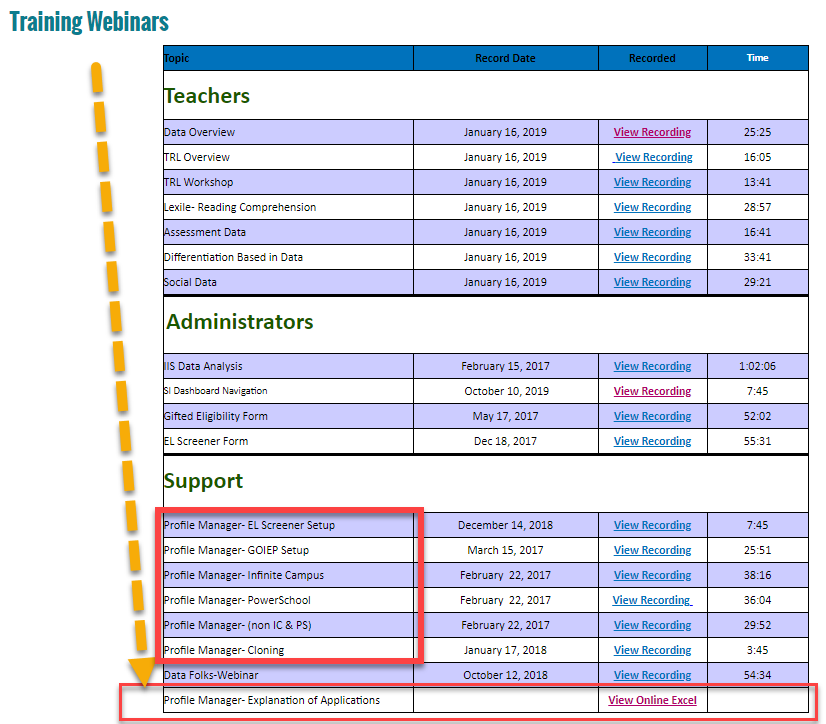 Training Webinars
Topic Record Date Recorded Time
Teachers
Data Overview January 16, 2019 View Recording 25:25
TRL Overview January 16, 2019 View Recording 16:05
TRL Workshop January 16, 2019 View Recording 13:41
Lexile- Reading Comprehension January 16, 2019 View Recording 28:57
Assessment Data January 16, 2019 View Recording 16:41
Differentiation Based in Data January 16, 2019 View Recording 33:41
Social Data January 16, 2019 View Recording 29:21
Administrators
IIS Data Analysis February 15, 2017 View Recording 1:02:06
SI Dashboard Navigation October 10, 2019 View Recording 7:45
Gifted Eligibility Form May 17, 2017 View Recording 52:02
EL Screener Form Dec 18, 2017 View Recording 55:31
Support
Profile Manager- EL Screener Setup December 14, 2018 View Recording 7:45
Profile Manager- GOIEP Setup March 15, 2017 View Recording 25:51
Profile Manager- Infinite Campus February 22, 2017 View Recording 38:16
Profile Manager- PowerSchool February 22, 2017 View Recording 36:04
Profile Manager- (non IC & PS) February 22, 2017 View Recording 29:52
Profile Manager- Cloning January 17, 2018 View Recording 3:45
Data Folks-Webinar October 12, 2018 View Recording 54:34
Profile Manager- Explanation of Applications View Online Excel